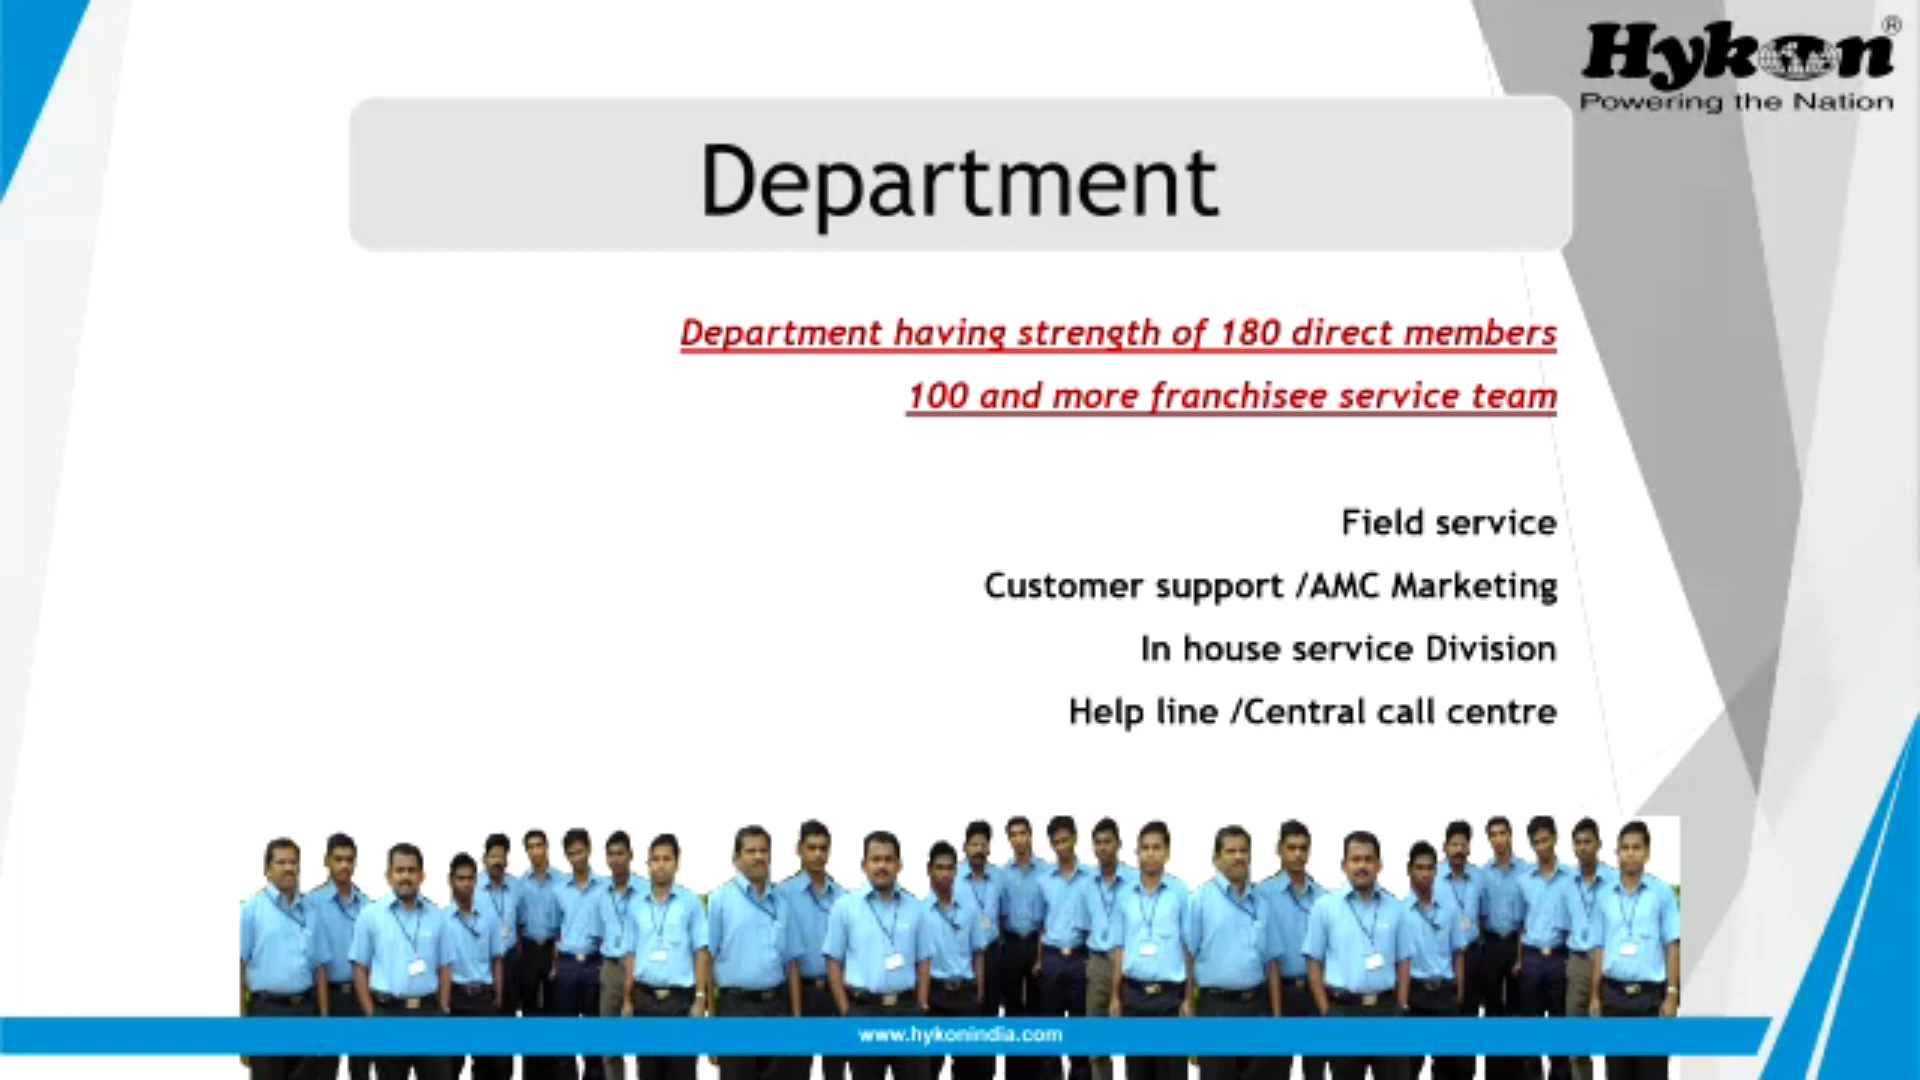 Hykon®
Powering the Nation
Department
Department having strength of 180 direct members
100 and more franchisee service team
Field service
Customer support /AMC Marketing
In house service Division
Help line /Central call centre
www.hykonindia.com